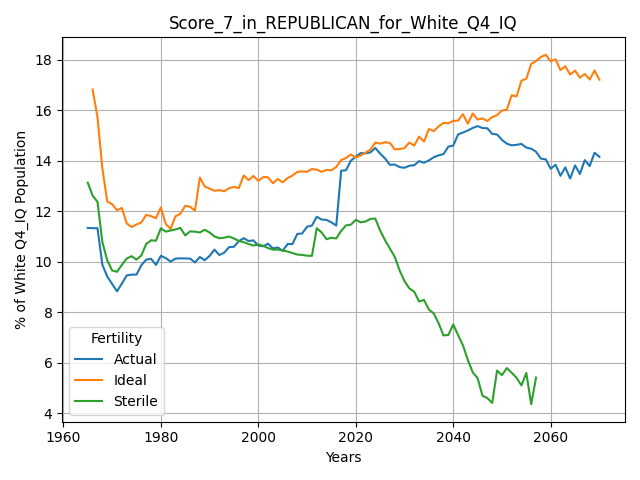 Score_7_in_REPUBLICAN_for_White_Q4_IQ
% of White Q4_IQ Population
18
16
14
12
10
8
6
4
Fertility
Actual
Ideal
Sterile
1960
1980
2000
2020
2040
2060
Years